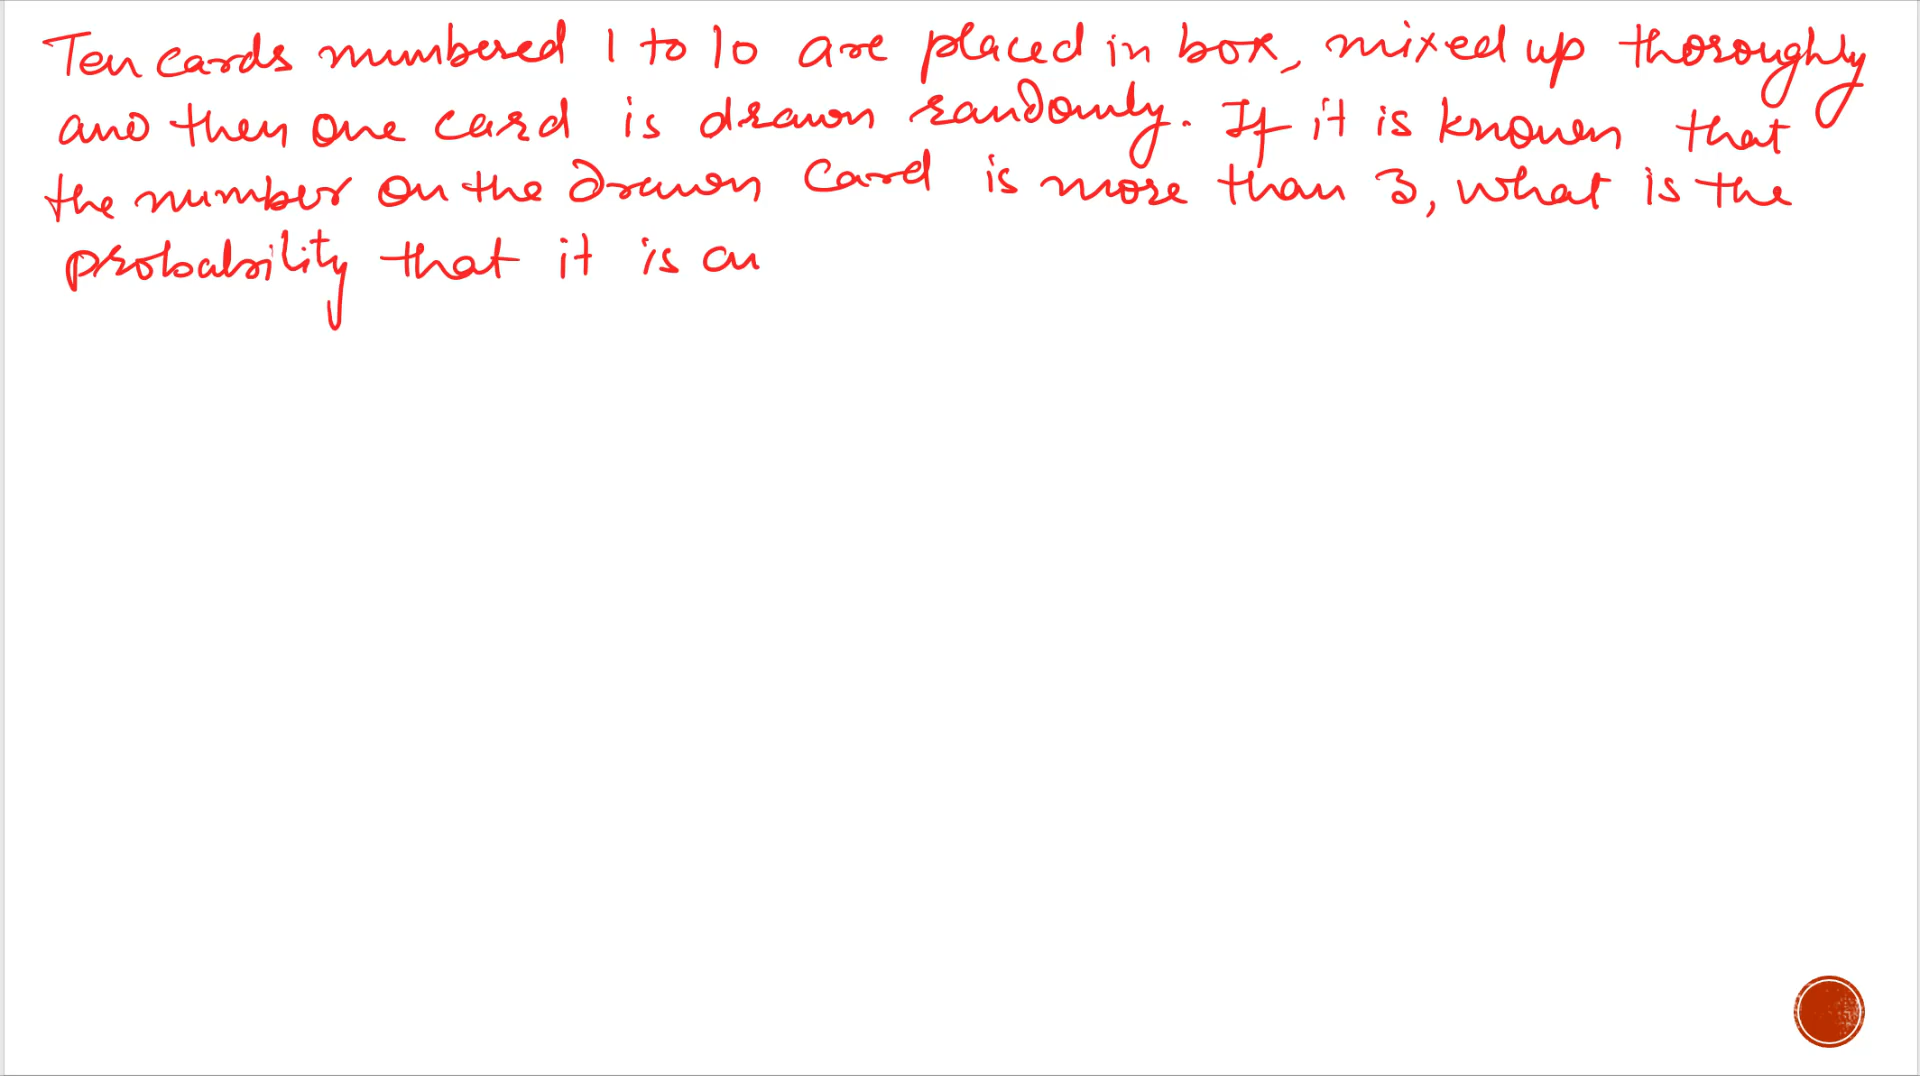 Ten cards numbered 1 to 10 are placed in box, mixed up thoroughly
and then one card is drawn randomly. If it is known that
the number on the drawn card is more than 3, what is the
probability that it is an